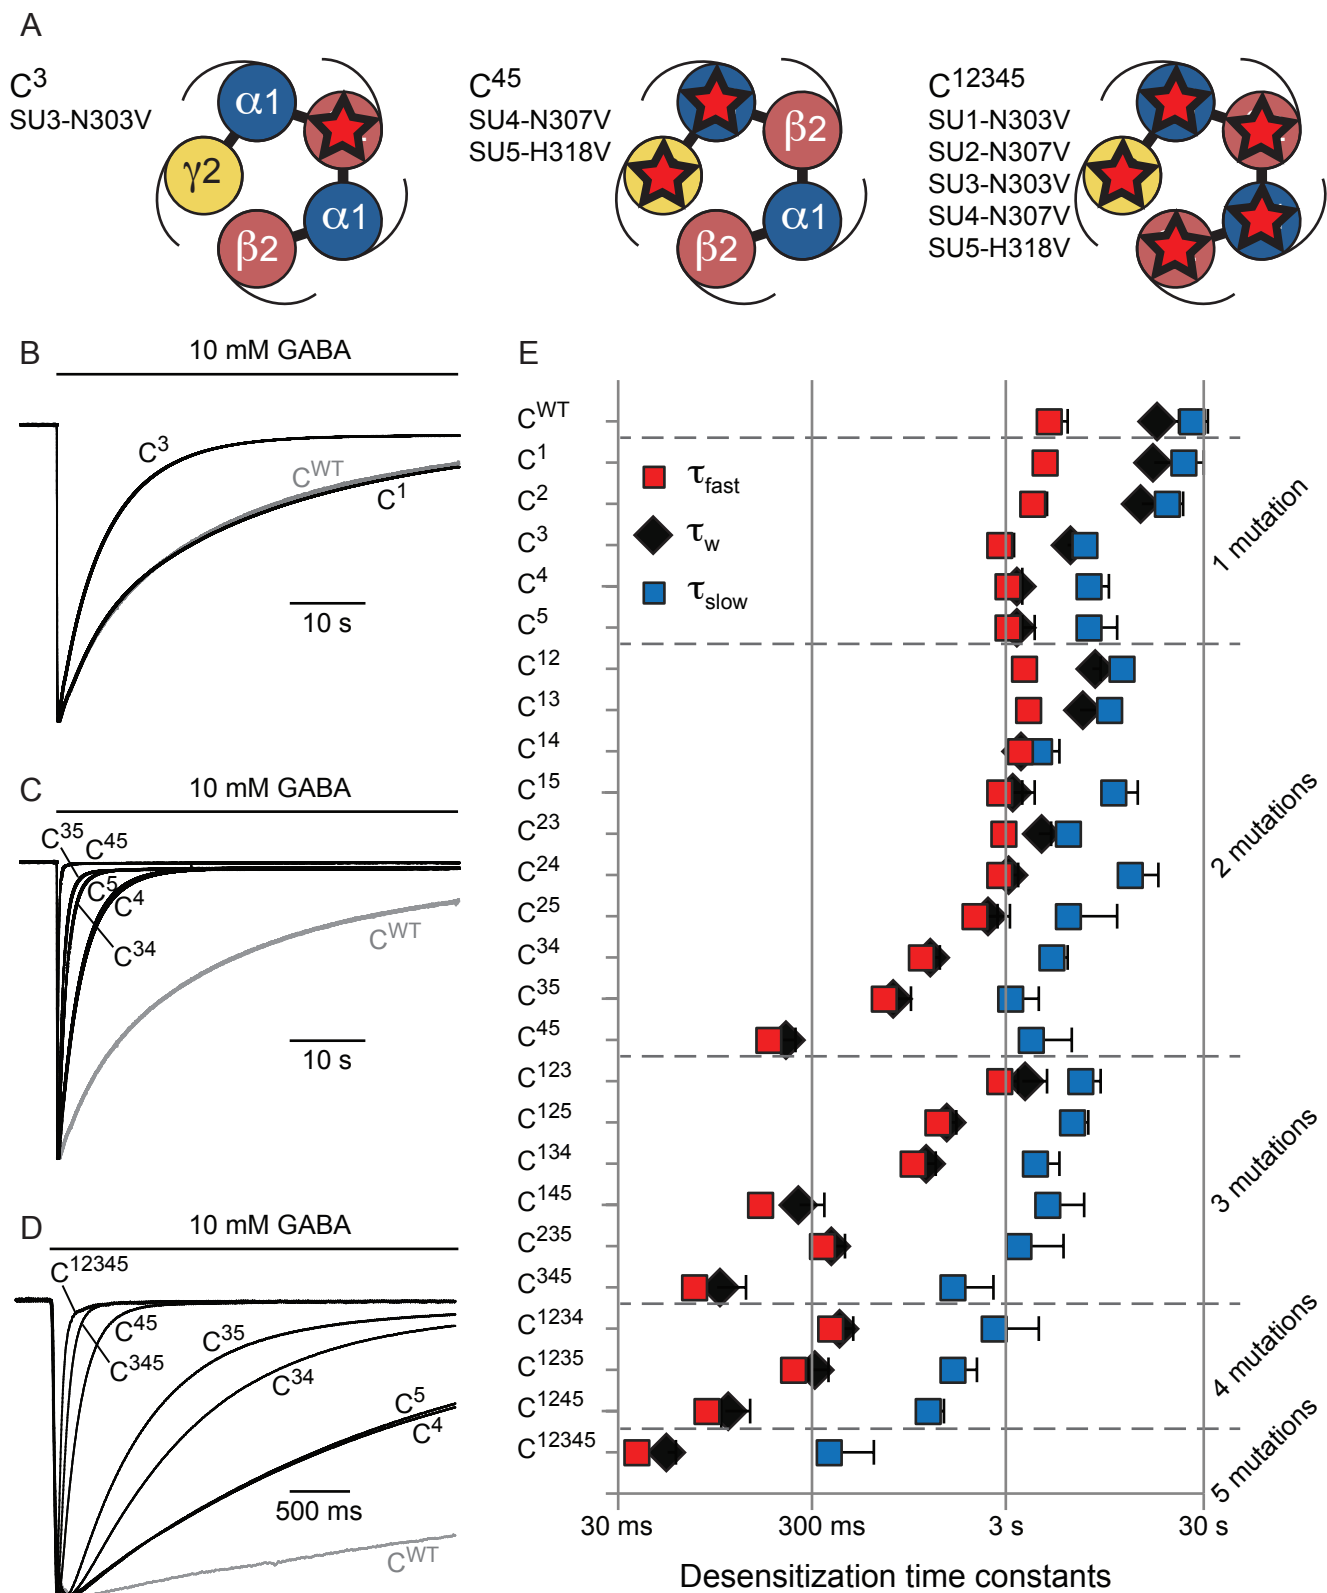 A
C3
SU3-N303V
α1
γ2
β2
α1
C45
SU4-N307V
SU5-H318V
β2
α1
β2
C12345
SU1-N303V
SU2-N307V
SU3-N303V
SU4-N307V
SU5-H318V
B
10 mM GABA
C3
CWT
C1
10 s
C
10 mM GABA
C35
C45
C5
C4
C34
CWT
10 s
D
10 mM GABA
C12345
C45
C345
C35
C34
C5
C4
500 ms
CWT
E
τfast
τw
τslow
CWT
C1
C2
C3
C4
C5
C12
C13
C14
C15
C23
C24
C25
C34
C35
C45
C123
C125
C134
C145
C235
C345
C1234
C1235
C1245
C12345
1 mutation
2 mutations
3 mutations
4 mutations
5 mutations
30 ms
300 ms
3 s
30 s
Desensitization time constants